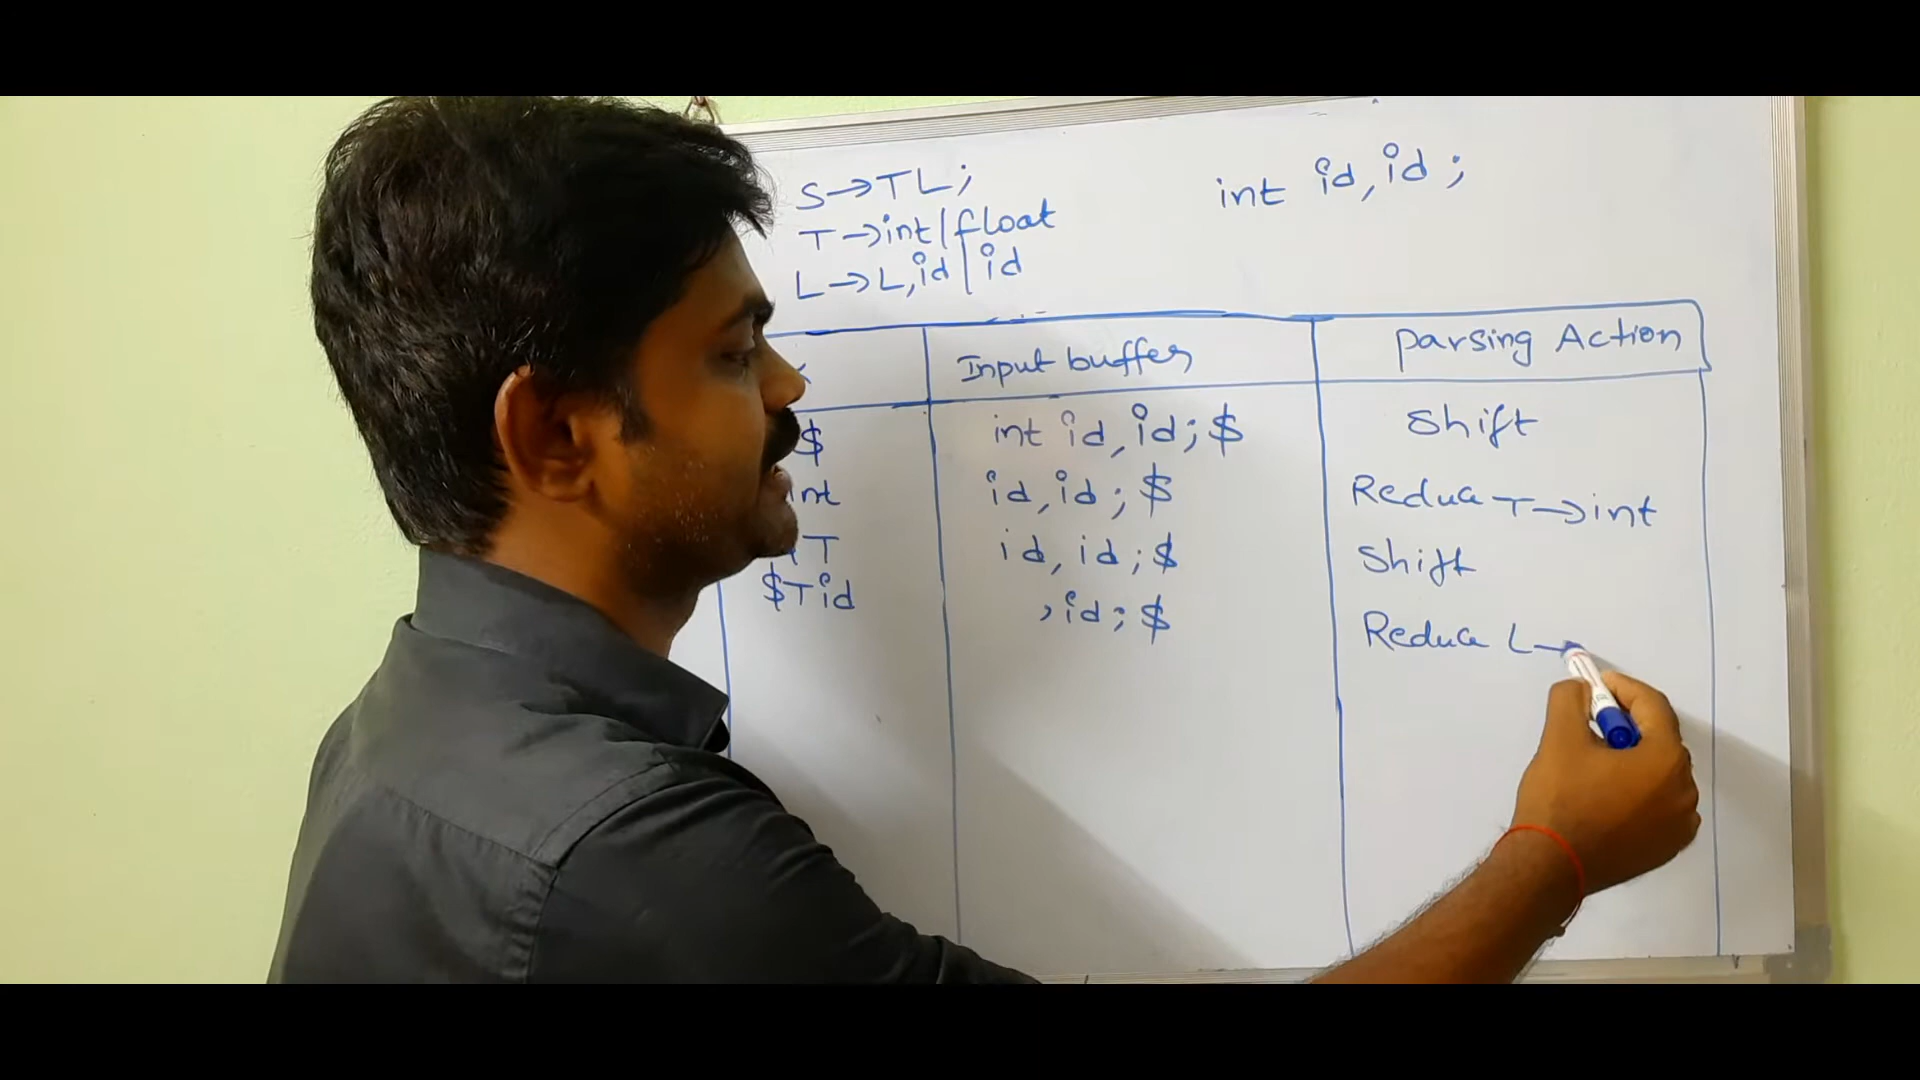 S→TL;
int id, id ;
T→int|float
L→L,id|id
Input buffer
Parsing Action
$
int id, id; $
Shift
int
id, id; $
Reduce T→int
T
id, id; $
Shift
$Tid
, id; $
Reduce L→